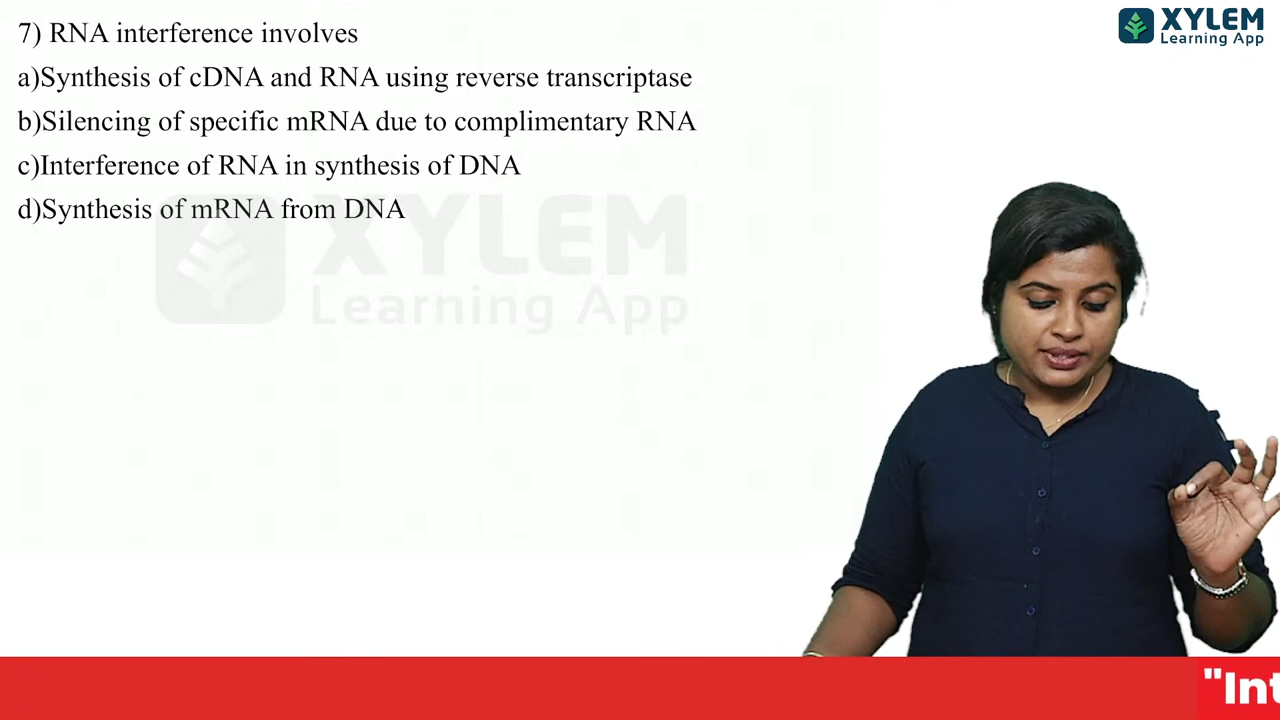 7) RNA interference involves
a)Synthesis of cDNA and RNA using reverse transcriptase
b)Silencing of specific mRNA due to complimentary RNA
c)Interference of RNA in synthesis of DNA
d)Synthesis of mRNA from DNA
XYLEM
Learning App
XYLEM
Learning App
"Int